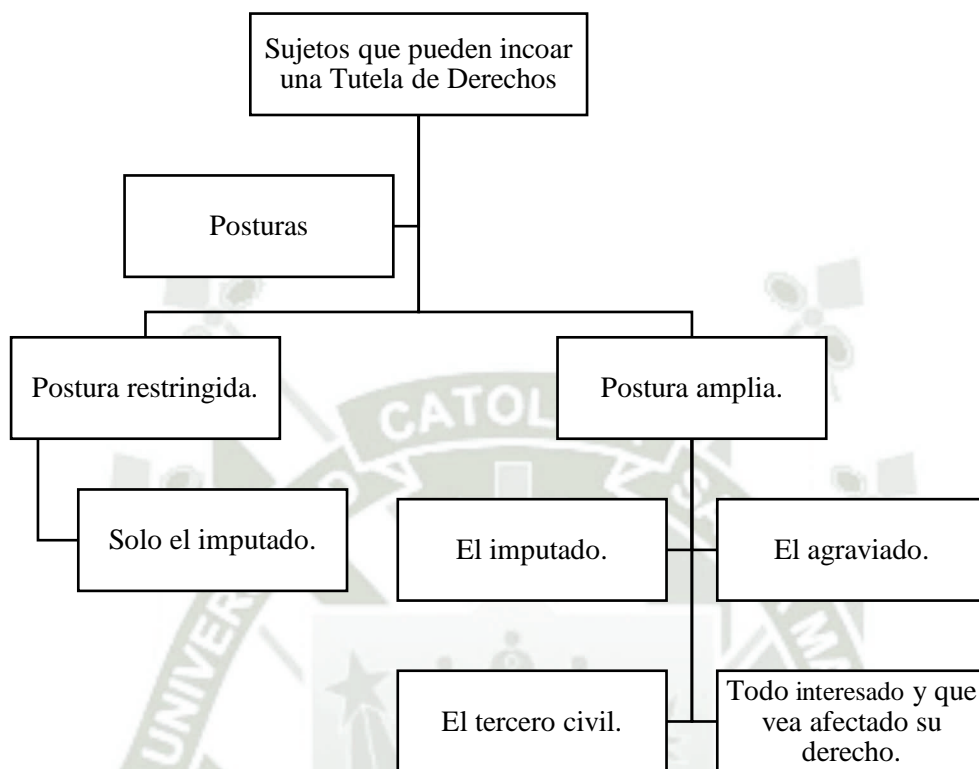 Sujetos que pueden incoar
una Tutela de Derechos
Posturas
Postura restringida.
Postura amplia.
Solo el imputado.
El imputado.
El agraviado.
El tercero civil.
Todo interesado y que
vea afectado su
derecho.
CATOL
UNIVER